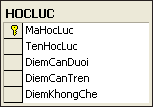 HOCLUC
MaHocLuc
TenHocLuc
DiemCanDuoi
DiemCanTren
DiemKhongChe